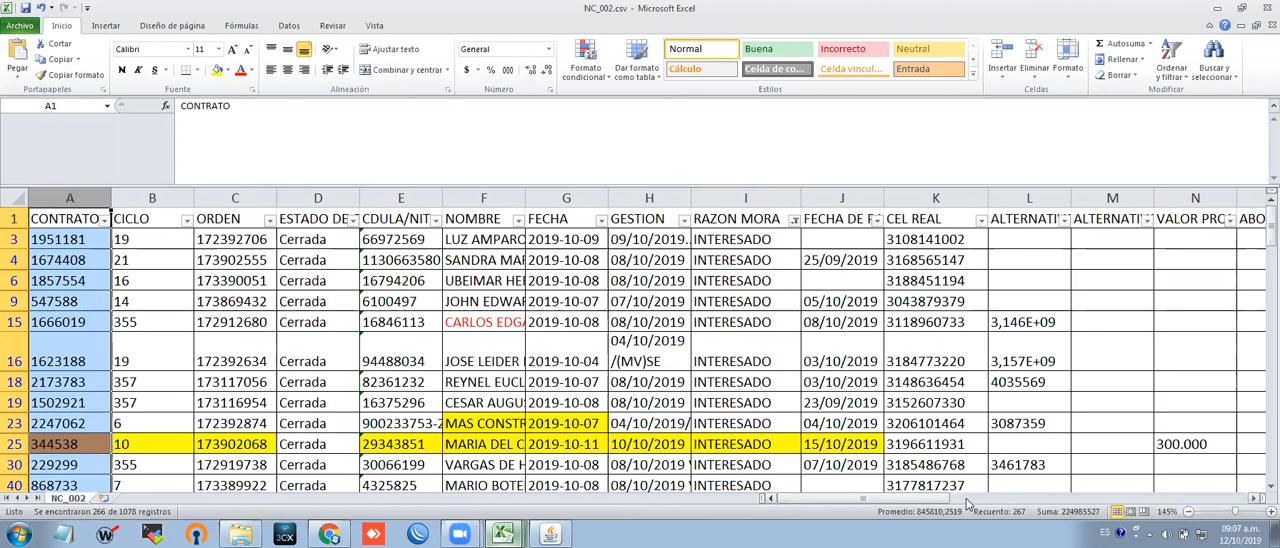 NC_002.csv - Microsoft Excel
Archivo Inicio Insertar Diseño de página Fórmulas Datos Revisar Vista
Pegar
Cortar
Copiar
Copiar formato
Portapapeles
Calibri 11
N K S
Fuente
Ajustar texto
Combinar y centrar
Alineación
General
$ % 000
Número
Formato condicional
Dar formato como tabla
Normal Buena Incorrecto Neutral
Cálculo Celda de co... Celda vincul... Entrada
Estilos
Insertar Eliminar Formato
Celdas
Autosuma
Rellenar
Borrar
Ordenar y filtrar
Buscar y seleccionar
Modificar
A1 fx CONTRATO
A B C D E F G H I J K L M N
1 CONTRATO CICLO ORDEN ESTADO DE CDULA/NIT NOMBRE FECHA GESTION RAZON MORA FECHA DE P CEL REAL ALTERNATI ALTERNATI VALOR PRO ABO
3 1951181 19 172392706 Cerrada 66972569 LUZ AMPARO 2019-10-09 09/10/2019.. INTERESADO 3108141002
4 1674408 21 173902555 Cerrada 1130663580 SANDRA MAR 2019-10-08 08/10/2019 INTERESADO 25/09/2019 3168565147
6 1857554 16 173390051 Cerrada 16794206 UBEIMAR HE 2019-10-08 08/10/2019 INTERESADO 3188451194
9 547588 14 173869432 Cerrada 6100497 JOHN EDWAR 2019-10-08 07/10/2019 INTERESADO 05/10/2019 3043879379
15 1666019 355 172912680 Cerrada 16846113 CARLOS EDGA 2019-10-08 08/10/2019 INTERESADO 08/10/2019 3118960733 3,146E+09
04/10/2019
16 1623188 19 172392634 Cerrada 94488034 JOSE LEIDER 2019-10-04 /(MV)SE INTERESADO 03/10/2019 3184773220 3,157E+09
18 2173783 357 173117056 Cerrada 82361232 REYNEL EUCL 2019-10-07 08/10/2019 INTERESADO 03/10/2019 3148636454 4035569
19 1502921 357 173116954 Cerrada 16375296 CESAR AUGUS 2019-10-08 08/10/2019 INTERESADO 23/09/2019 3152607330
23 2247062 6 172392874 Cerrada 900233753-2 MAS CONSTR 2019-10-07 04/10/2019/ INTERESADO 04/10/2019 3206101464 3087359
25 344538 10 173902068 Cerrada 29343851 MARIA DEL C 2019-10-11 10/10/2019 INTERESADO 15/10/2019 3196611931 300.000
30 229299 355 172919738 Cerrada 30066199 VARGAS DE H 2019-10-08 08/10/2019 INTERESADO 07/10/2019 3185486768 3461783
40 868733 7 173389922 Cerrada 4325825 MARIO BOTE 2019-10-08 08/10/2019 INTERESADO 3177817237
NC_002
Listo Se encontraron 266 de 1078 registros Promedio: 845810,2519 Recuento: 267 Suma: 224985527 145%
3CX
ES
09:07 a.m.
12/10/2019